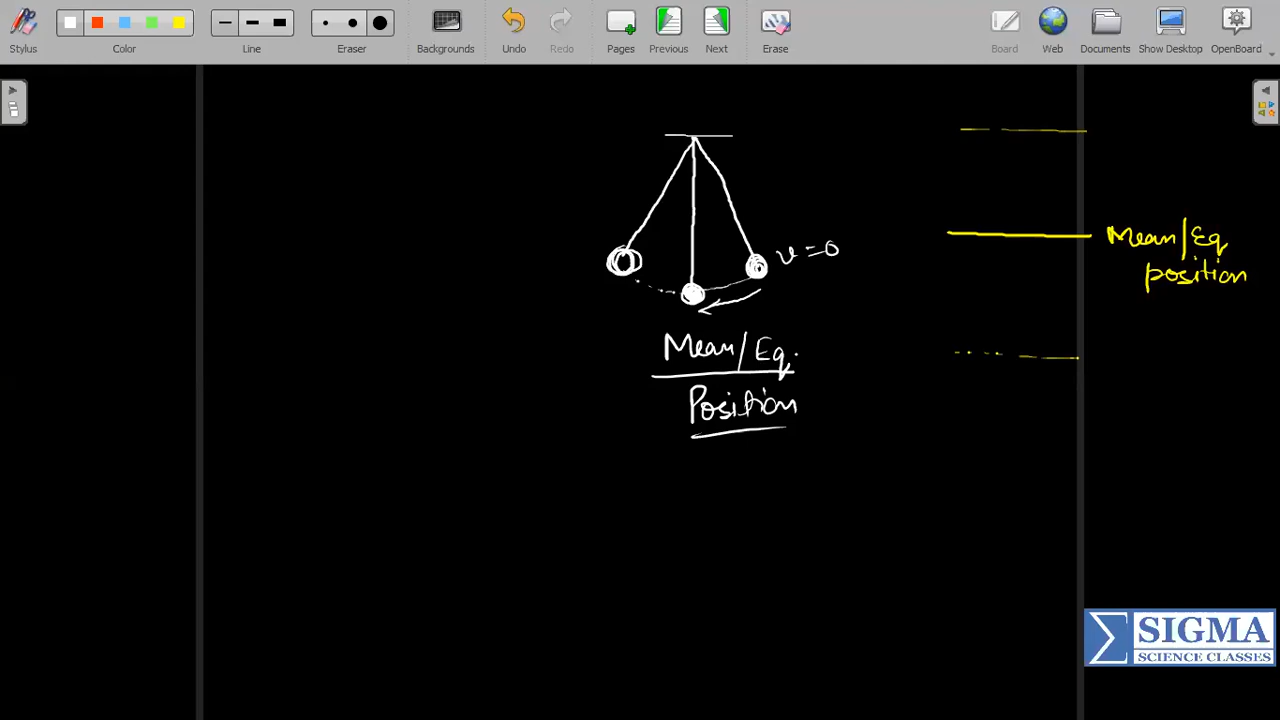 Stylus
Color
Line
Eraser
Backgrounds
Undo
Redo
Pages
Previous
Next
Erase
Board
Web
Documents
Show Desktop
OpenBoard
v=0
Mean/Eq.
Position
Mean/Eq
position
SIGMA
SCIENCE CLASSES